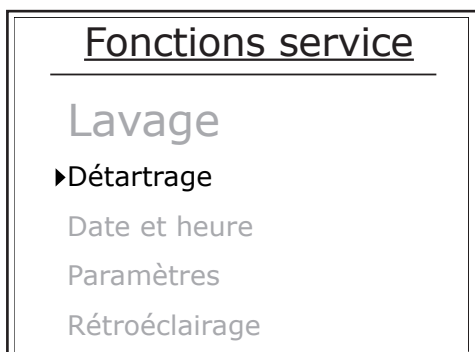 Fonctions service
Lavage
Détartrage
Date et heure
Paramètres
Rétroéclairage